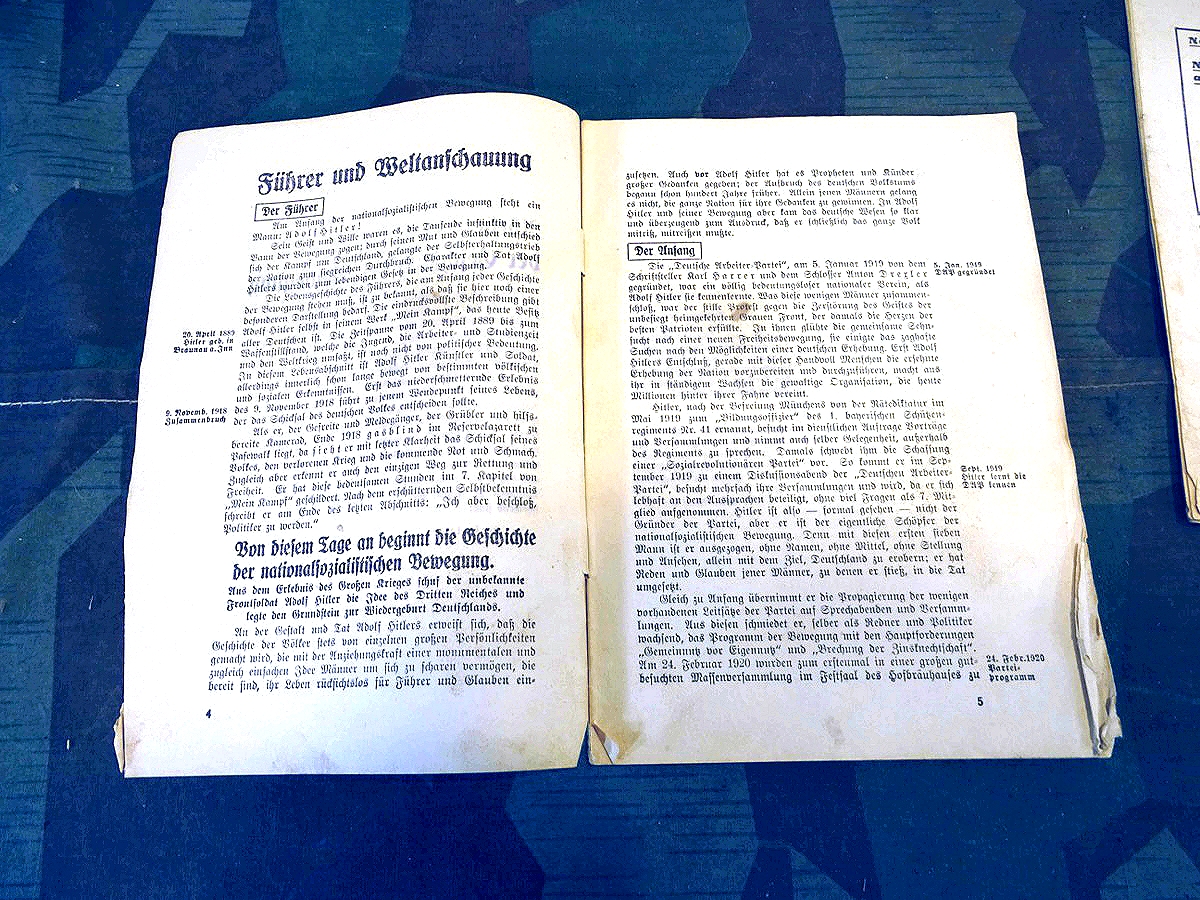 Führer und Weltanschauung
Der Führer
Am Anfang der nationalsozialistischen Bewegung steht ein
Mann: Adolf Hitler!
Sein Geist und Wille waren es, die Tausende instinktiv in den
Bann der Bewegung zogen; durch seinen Mut und Glauben entschied
sich der Kampf um Deutschland, gelangte der Selbsterhaltungstrieb
der Nation zum siegreichen Durchbruch. Charakter und Tat Adolf
Hitlers wurden zum lebendigen Gesetz in der Bewegung.
Die Lebensgeschichte des Führers, die am Anfang jeder Geschichte
der Bewegung stehen muß, ist zu bekannt, als daß sie hier noch einer
besonderen Darstellung bedarf. Die eindrucksvollste Beschreibung gibt
Adolf Hitler selbst in seinem Werk „Mein Kampf“, das heute Besitz
aller Deutschen ist. Die Zeitspanne vom 20. April 1889 bis zum
Waffenstillstand, welche die Jugend, die Arbeiter- und Studienzeit
und den Weltkrieg umfaßt, ist noch nicht von politischer Bedeutung.
In diesem Lebensabschnitt ist Adolf Hitler Künstler und Soldat,
allerdings innerlich schon lange bewegt von bestimmten völkischen
und sozialen Erkenntnissen. Erst das niederschmetternde Erlebnis
des 9. November 1918 führt zu jenem Wendepunkt seines Lebens,
der das Schicksal des deutschen Volkes entscheiden sollte.
20. April 1889
Hitler geb. in
Braunau a. Inn
9. Novemb. 1918
Zusammenbruch
Als er, der Gefreite und Meldegänger, der Grübler und hilfs-
bereite Kamerad, Ende 1918 gasblind im Reservelazarett zu
Pasewalk liegt, da sieht er mit letzter Klarheit das Schicksal seines
Volkes, den verlorenen Krieg und die kommende Not und Schmach.
Zugleich aber erkennt er auch den einzigen Weg zur Rettung und
Freiheit. Er hat diese bedeutsamen Stunden im 7. Kapitel von
„Mein Kampf“ geschildert. Nach dem erschütternden Selbstbekenntnis
schreibt er am Ende des letzten Abschnitts: „Ich aber beschloß,
Politiker zu werden.“
Von diesem Tage an beginnt die Geschichte
der nationalsozialistischen Bewegung.
Aus dem Erlebnis des Großen Krieges schuf der unbekannte
Frontsoldat Adolf Hitler die Idee des Dritten Reiches und
legte den Grundstein zur Wiedergeburt Deutschlands.
An der Gestalt und Tat Adolf Hitlers erweist sich, daß die
Geschichte der Völker stets von einzelnen großen Persönlichkeiten
gemacht wird, die mit der Anziehungskraft einer monumentalen und
zugleich einfachen Idee Männer um sich zu scharen vermögen, die
bereit sind, ihr Leben rücksichtslos für Führer und Glauben ein-
4
zusetzen. Auch vor Adolf Hitler hat es Propheten und Künder
großer Gedanken gegeben; der Aufbruch des deutschen Volkstums
begann schon hundert Jahre früher. Allein jenen Männern gelang
es nicht, die ganze Nation für ihre Gedanken zu gewinnen. In Adolf
Hitler und seiner Bewegung aber kam das deutsche Wesen so klar
und überzeugend zum Ausdruck, daß er schließlich das ganze Volk
mitriß, mitreißen mußte.
Der Anfang
Die „Deutsche Arbeiter-Partei“, am 5. Januar 1919 von dem
Schriftsteller Karl Harrer und dem Schlosser Anton Drexler
gegründet, war ein völlig bedeutungsloser nationaler Verein, als
Adolf Hitler sie kennenlernte. Was diese wenigen Männer zusammen-
schloß, war der stille Protest gegen die Zerstörung des Geistes der
unbesiegt heimgekehrten Grauen Front, der damals die Herzen der
besten Patrioten erfüllte. In ihnen glühte die gemeinsame Sehn-
sucht nach einer neuen Freiheitsbewegung, sie einigte das zaghafte
Suchen nach den Möglichkeiten einer deutschen Erhebung. Erst Adolf
Hitlers Entschluß, gerade mit dieser Handvoll Menschen die ersehnte
Erhebung der Nation vorzubereiten und durchzuführen, macht aus
ihr in ständigem Wachsen die gewaltige Organisation, die heute
Millionen hinter ihrer Fahne vereint.
5. Jan. 1919
DAP gegründet
Hitler, nach der Befreiung Münchens von der Rätediktatur im
Mai 1919 zum „Bildungsoffizier“ des 1. bayerischen Schützen-
regiments Nr. 41 ernannt, besucht im dienstlichen Auftrage Vorträge
und Versammlungen und nimmt auch selber Gelegenheit, außerhalb
des Regiments zu sprechen. Damals schwebt ihm die Schaffung
einer „Sozialrevolutionären Partei“ vor. So kommt er im Sep-
tember 1919 zu einem Diskussionsabend der „Deutschen Arbeiter-
Partei“, besucht mehrfach ihre Versammlungen und wird, da er sich
lebhaft an den Aussprachen beteiligt, ohne viel Fragen als 7. Mit-
glied aufgenommen. Hitler ist also — formal gesehen — nicht der
Gründer der Partei, aber er ist der eigentliche Schöpfer der
nationalsozialistischen Bewegung. Denn mit diesen ersten sieben
Mann ist er ausgezogen, ohne Namen, ohne Mittel, ohne Stellung
und Ansehen, allein mit dem Ziel, Deutschland zu erobern; er hat
Reden und Glauben jener Männer, zu denen er stieß, in die Tat
umgesetzt.
Sept. 1919
Hitler lernt die
DAP kennen
Gleich zu Anfang übernimmt er die Propagierung der wenigen
vorhandenen Leitsätze der Partei auf Sprechabenden und Versamm-
lungen. Aus diesen schmiedet er, selber als Redner und Politiker
wachsend, das Programm der Bewegung mit den Hauptforderungen
„Gemeinnutz vor Eigennutz“ und „Brechung der Zinsknechtschaft“.
Am 24. Februar 1920 wurden zum erstenmal in einer großen gut-
besuchten Massenversammlung im Festsaal des Hofbräuhauses zu
24. Febr. 1920
Partei-
programm
5